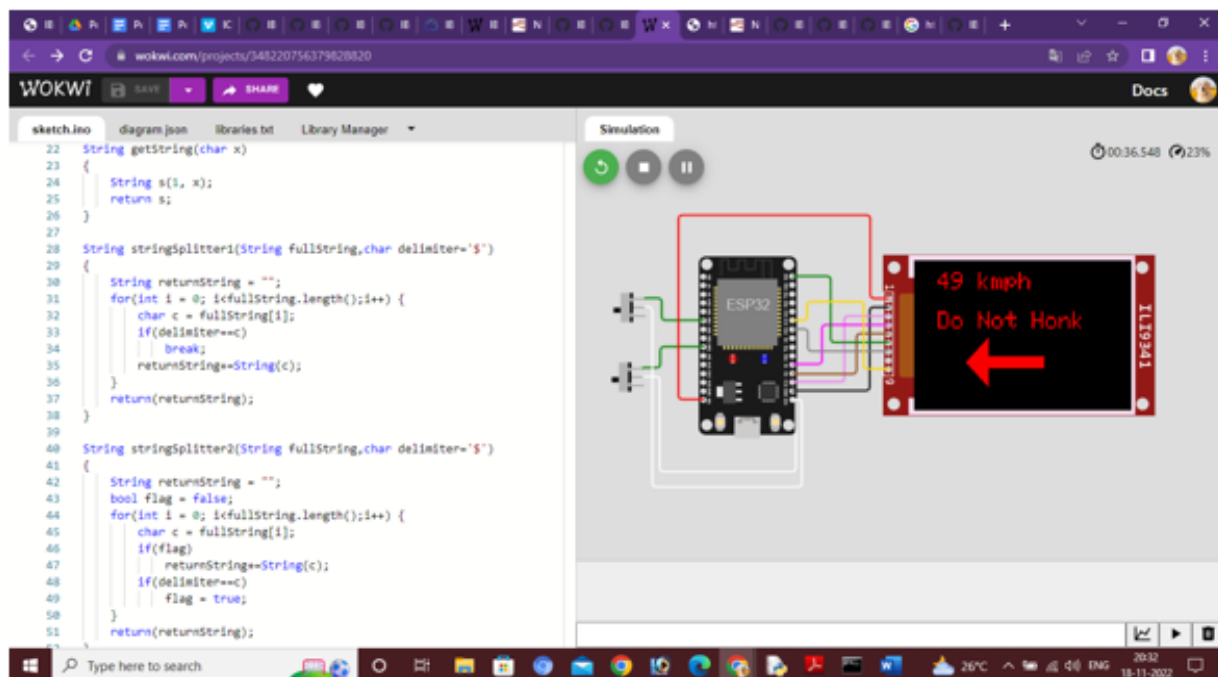 wokwi.com/projects/348220756379828820
WOKWI SAVE SHARE Docs
sketch.ino diagram.json libraries.txt Library Manager
22 String getString(char x)
23 {
24 String s(1, x);
25 return s;
26 }
27
28 String stringSplitter1(String fullString,char delimiter='$')
29 {
30 String returnString = "";
31 for(int i = 0; i<fullString.length();i++) {
32 char c = fullString[i];
33 if(delimiter==c)
34 break;
35 returnString+=String(c);
36 }
37 return(returnString);
38 }
39
40 String stringSplitter2(String fullString,char delimiter='$')
41 {
42 String returnString = "";
43 bool flag = false;
44 for(int i = 0; i<fullString.length();i++) {
45 char c = fullString[i];
46 if(flag)
47 returnString+=String(c);
48 if(delimiter==c)
49 flag = true;
50 }
51 return(returnString);
Simulation
00:36.548 23%
ESP32
49 kmph
Do Not Honk
ILI9341
Type here to search
26°C ENG
20:32
18-11-2022